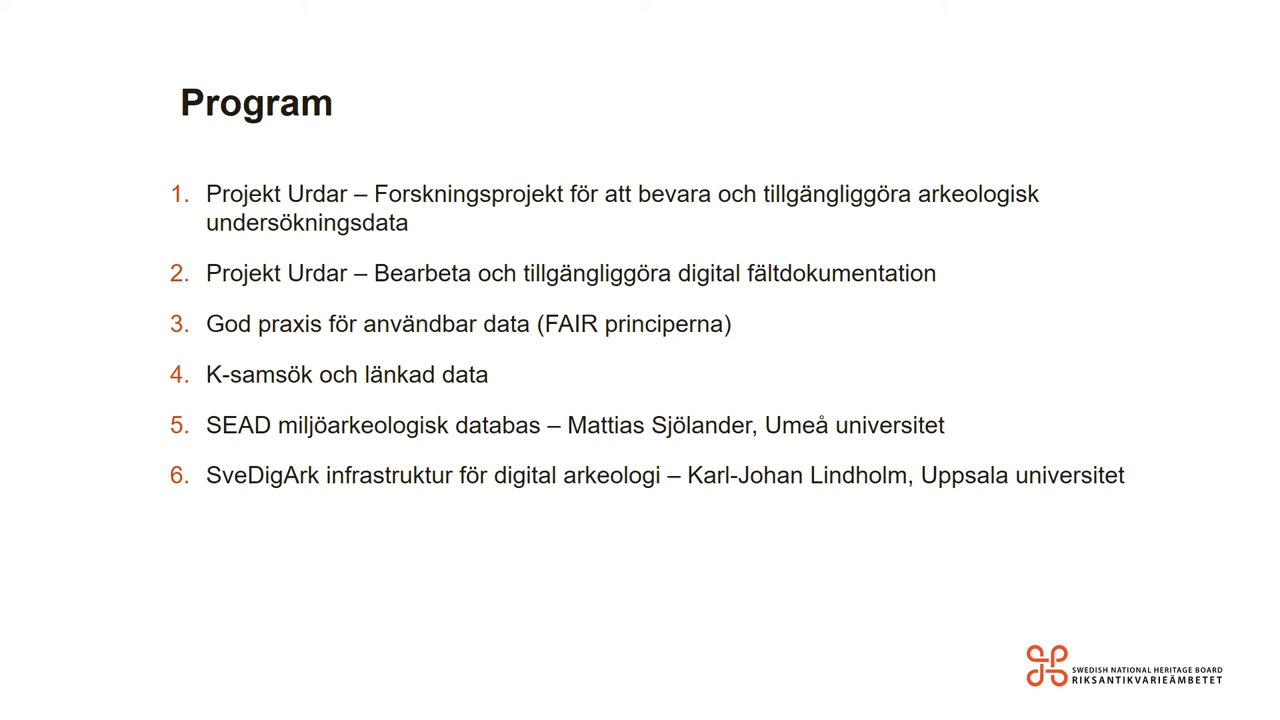 Program
1. Projekt Urdar – Forskningsprojekt för att bevara och tillgängliggöra arkeologisk
undersökningsdata
2. Projekt Urdar – Bearbeta och tillgängliggöra digital fältdokumentation
3. God praxis för användbar data (FAIR principerna)
4. K-samsök och länkad data
5. SEAD miljöarkeologisk databas – Mattias Sjölander, Umeå universitet
6. SveDigArk infrastruktur för digital arkeologi – Karl-Johan Lindholm, Uppsala universitet
SWEDISH NATIONAL HERITAGE BOARD
RIKSANTIKVARIEÄMBETET